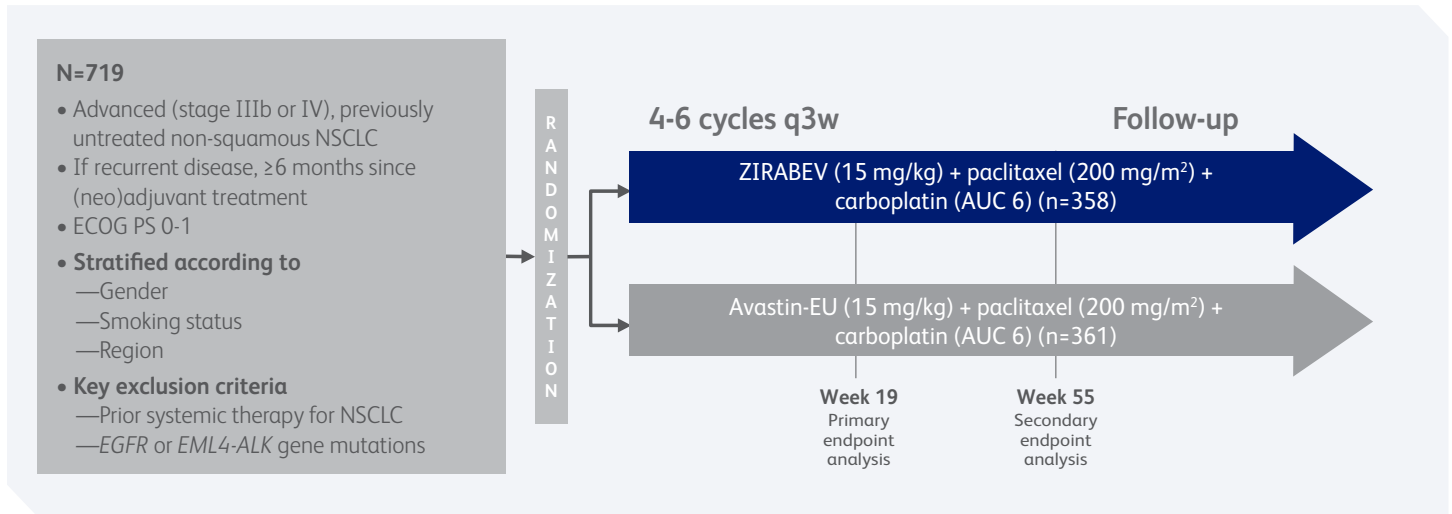 N=719
• Advanced (stage IIIb or IV), previously
untreated non-squamous NSCLC
• If recurrent disease, ≥6 months since
(neo)adjuvant treatment
• ECOG PS 0-1
• Stratified according to
—Gender
—Smoking status
—Region
• Key exclusion criteria
—Prior systemic therapy for NSCLC
—EGFR or EML4-ALK gene mutations
RANDOMIZATION
4-6 cycles q3w
Follow-up
ZIRABEV (15 mg/kg) + paclitaxel (200 mg/m²) +
carboplatin (AUC 6) (n=358)
Avastin-EU (15 mg/kg) + paclitaxel (200 mg/m²) +
carboplatin (AUC 6) (n=361)
Week 19
Primary
endpoint
analysis
Week 55
Secondary
endpoint
analysis